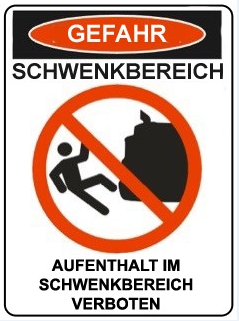 GEFAHR
SCHWENKBEREICH
AUFENTHALT IM
SCHWENKBEREICH
VERBOTEN